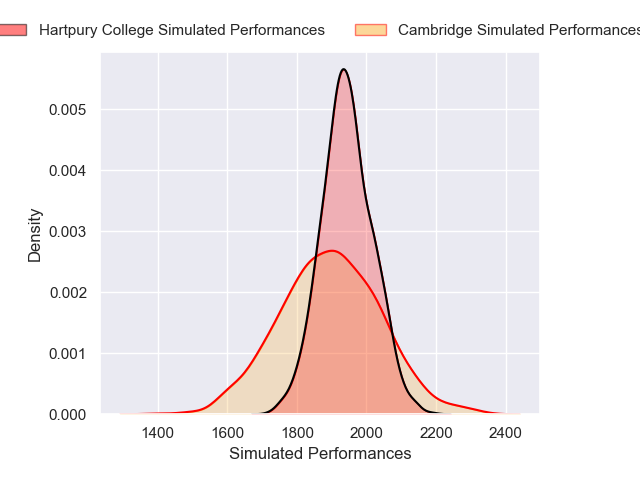 Hartpury College Simulated Performances Cambridge Simulated Performances
0.005
0.004
0.003
0.002
0.001
0.000
Density
1400 1600 1800 2000 2200 2400
Simulated Performances